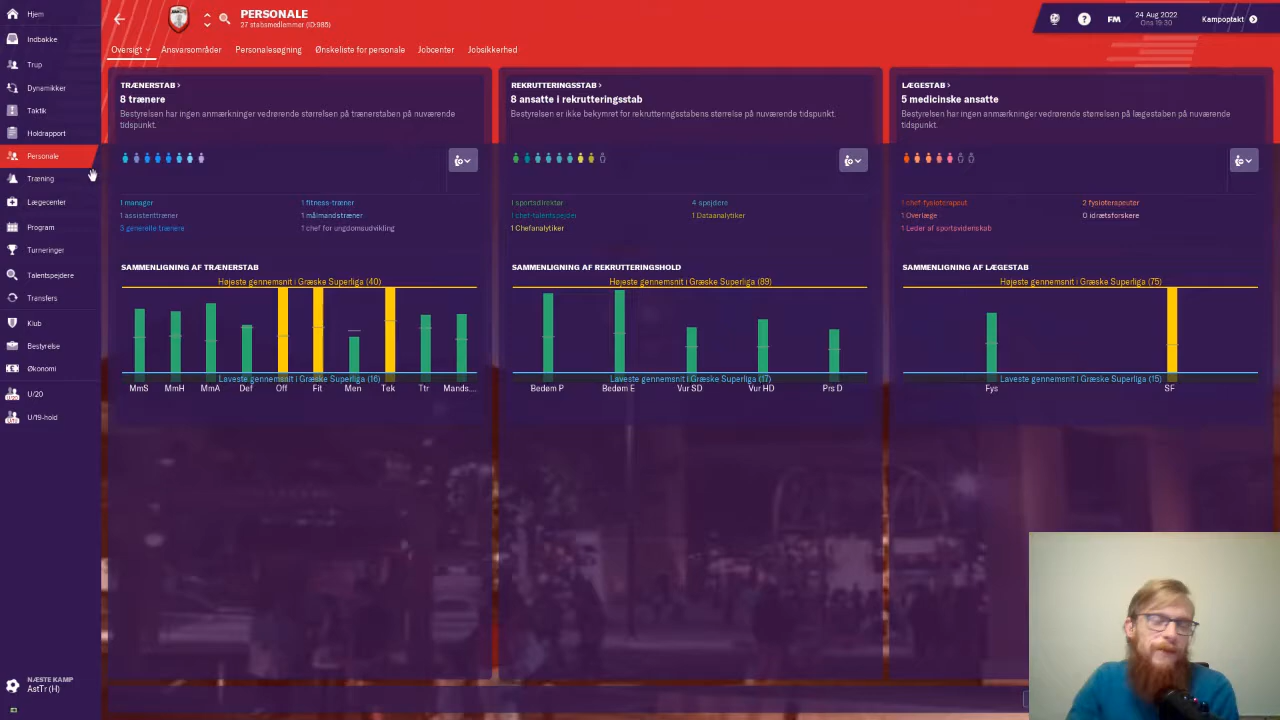 Hjem
Indbakke
Trup
Dynamikker
Taktik
Holdrapport
Personale
Træning
Lægecenter
Program
Turneringer
Talentspejdere
Transfers
Klub
Bestyrelse
Økonomi
U/20
U/19-hold
NÆSTE KAMP
AstTr (H)
PERSONALE
27 stabsmedlemmer (ID:985)
24 Aug 2022
Ons 19:30
FM
Kampoptakt
Oversigt
Ansvarsområder
Personalesøgning
Ønskeliste for personale
Jobcenter
Jobsikkerhed
TRÆNERSTAB >
8 trænere
Bestyrelsen har ingen anmærkninger vedrørende størrelsen på trænerstaben på nuværende
tidspunkt.
1 manager
1 assistenttræner
3 generelle trænere
1 fitness-træner
1 målmandstræner
1 chef for ungdomsudvikling
SAMMENLIGNING AF TRÆNERSTAB
Højeste gennemsnit i Græske Superliga (40)
Laveste gennemsnit i Græske Superliga (16)
MmS MmH MmA Def Off Fit Men Tek Ttr Mands...
REKRUTTERINGSSTAB >
8 ansatte i rekrutteringsstab
Bestyrelsen er ikke bekymret for rekrutteringsstabens størrelse på nuværende tidspunkt.
1 sportsdirektør
1 chef-talentspejder
1 Chefanalytiker
4 spejdere
1 Dataanalytiker
SAMMENLIGNING AF REKRUTTERINGSHOLD
Højeste gennemsnit i Græske Superliga (89)
Laveste gennemsnit i Græske Superliga (17)
Bedøm P Bedøm E Vur SD Vur HD Prs D
LÆGESTAB >
5 medicinske ansatte
Bestyrelsen har ingen anmærkninger vedrørende størrelsen på lægestaben på nuværende
tidspunkt.
1 chef-fysioterapeut
1 Overlæge
1 Leder af sportsvidenskab
2 fysioterapeuter
0 idrætsforskere
SAMMENLIGNING AF LÆGESTAB
Højeste gennemsnit i Græske Superliga (75)
Laveste gennemsnit i Græske Superliga (15)
Fys SF